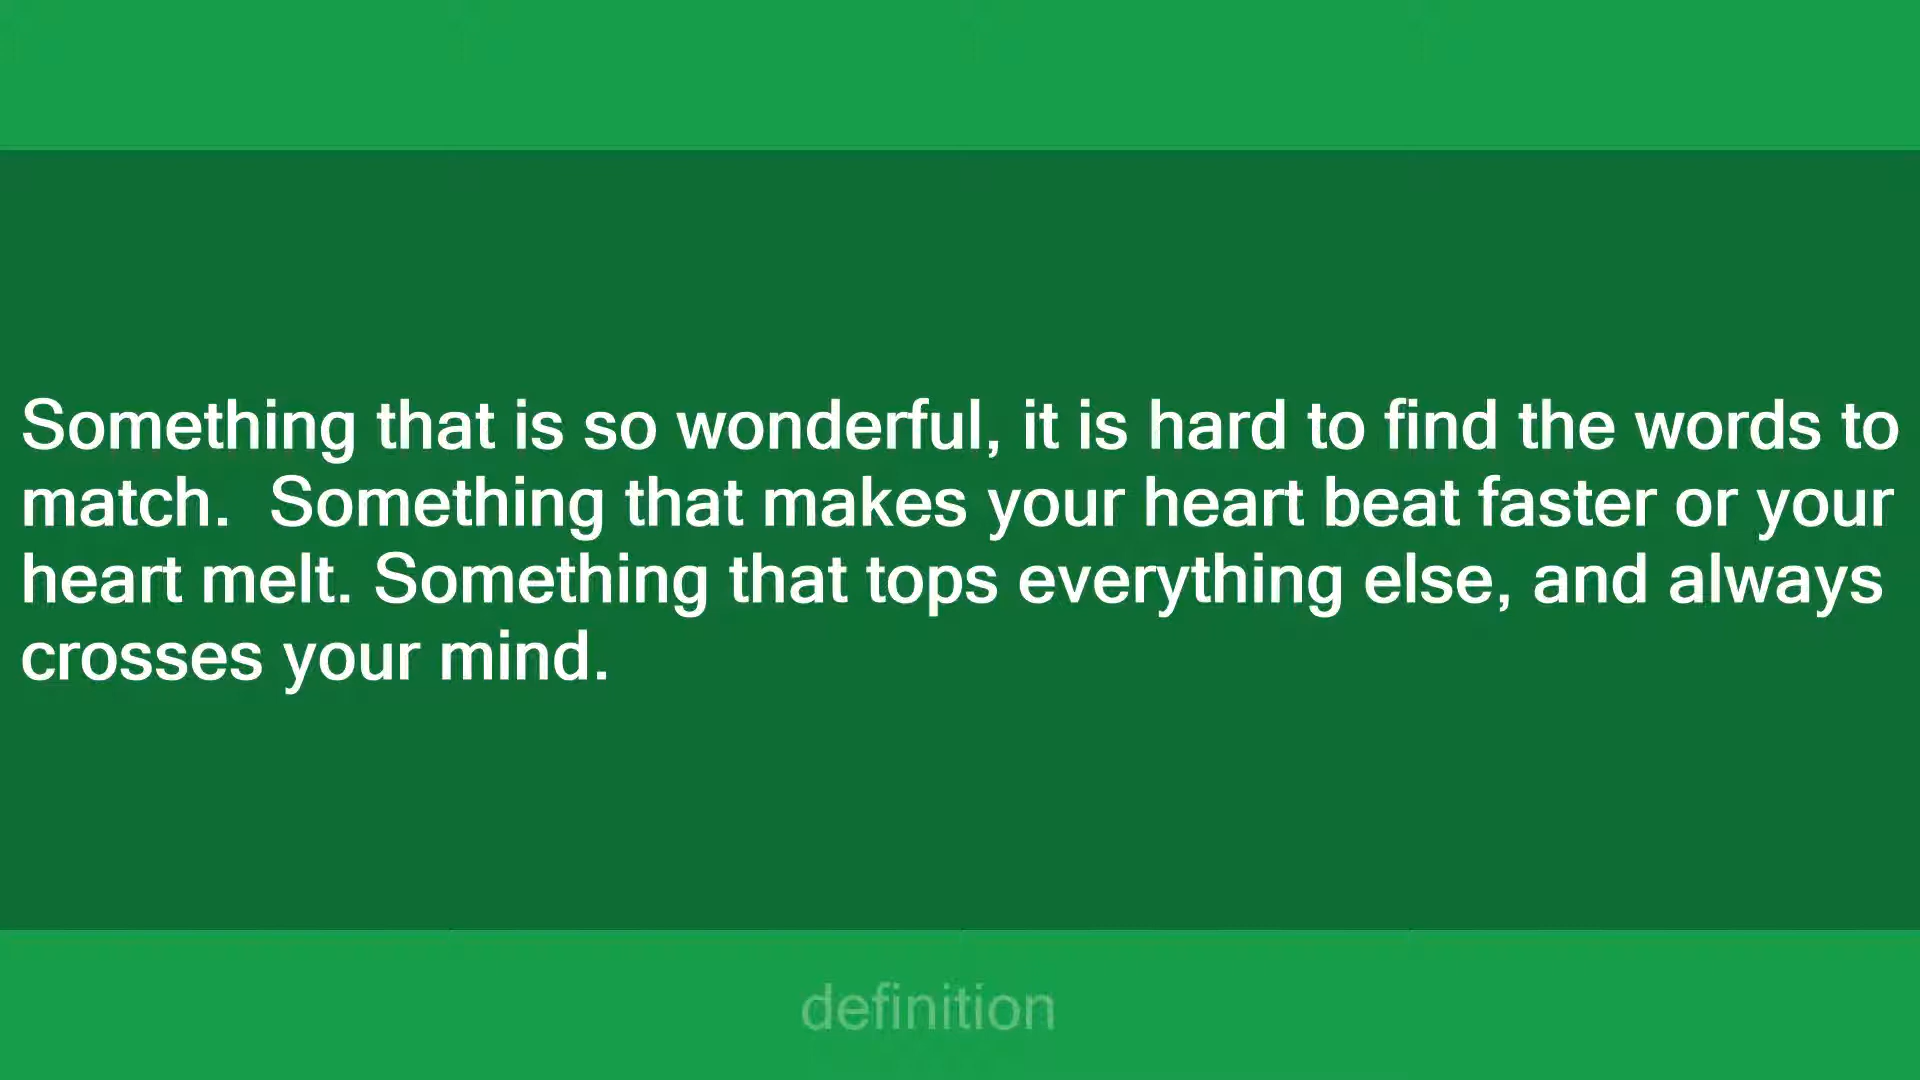 Something that is so wonderful, it is hard to find the words to
match.  Something that makes your heart beat faster or your
heart melt. Something that tops everything else, and always
crosses your mind.
definition